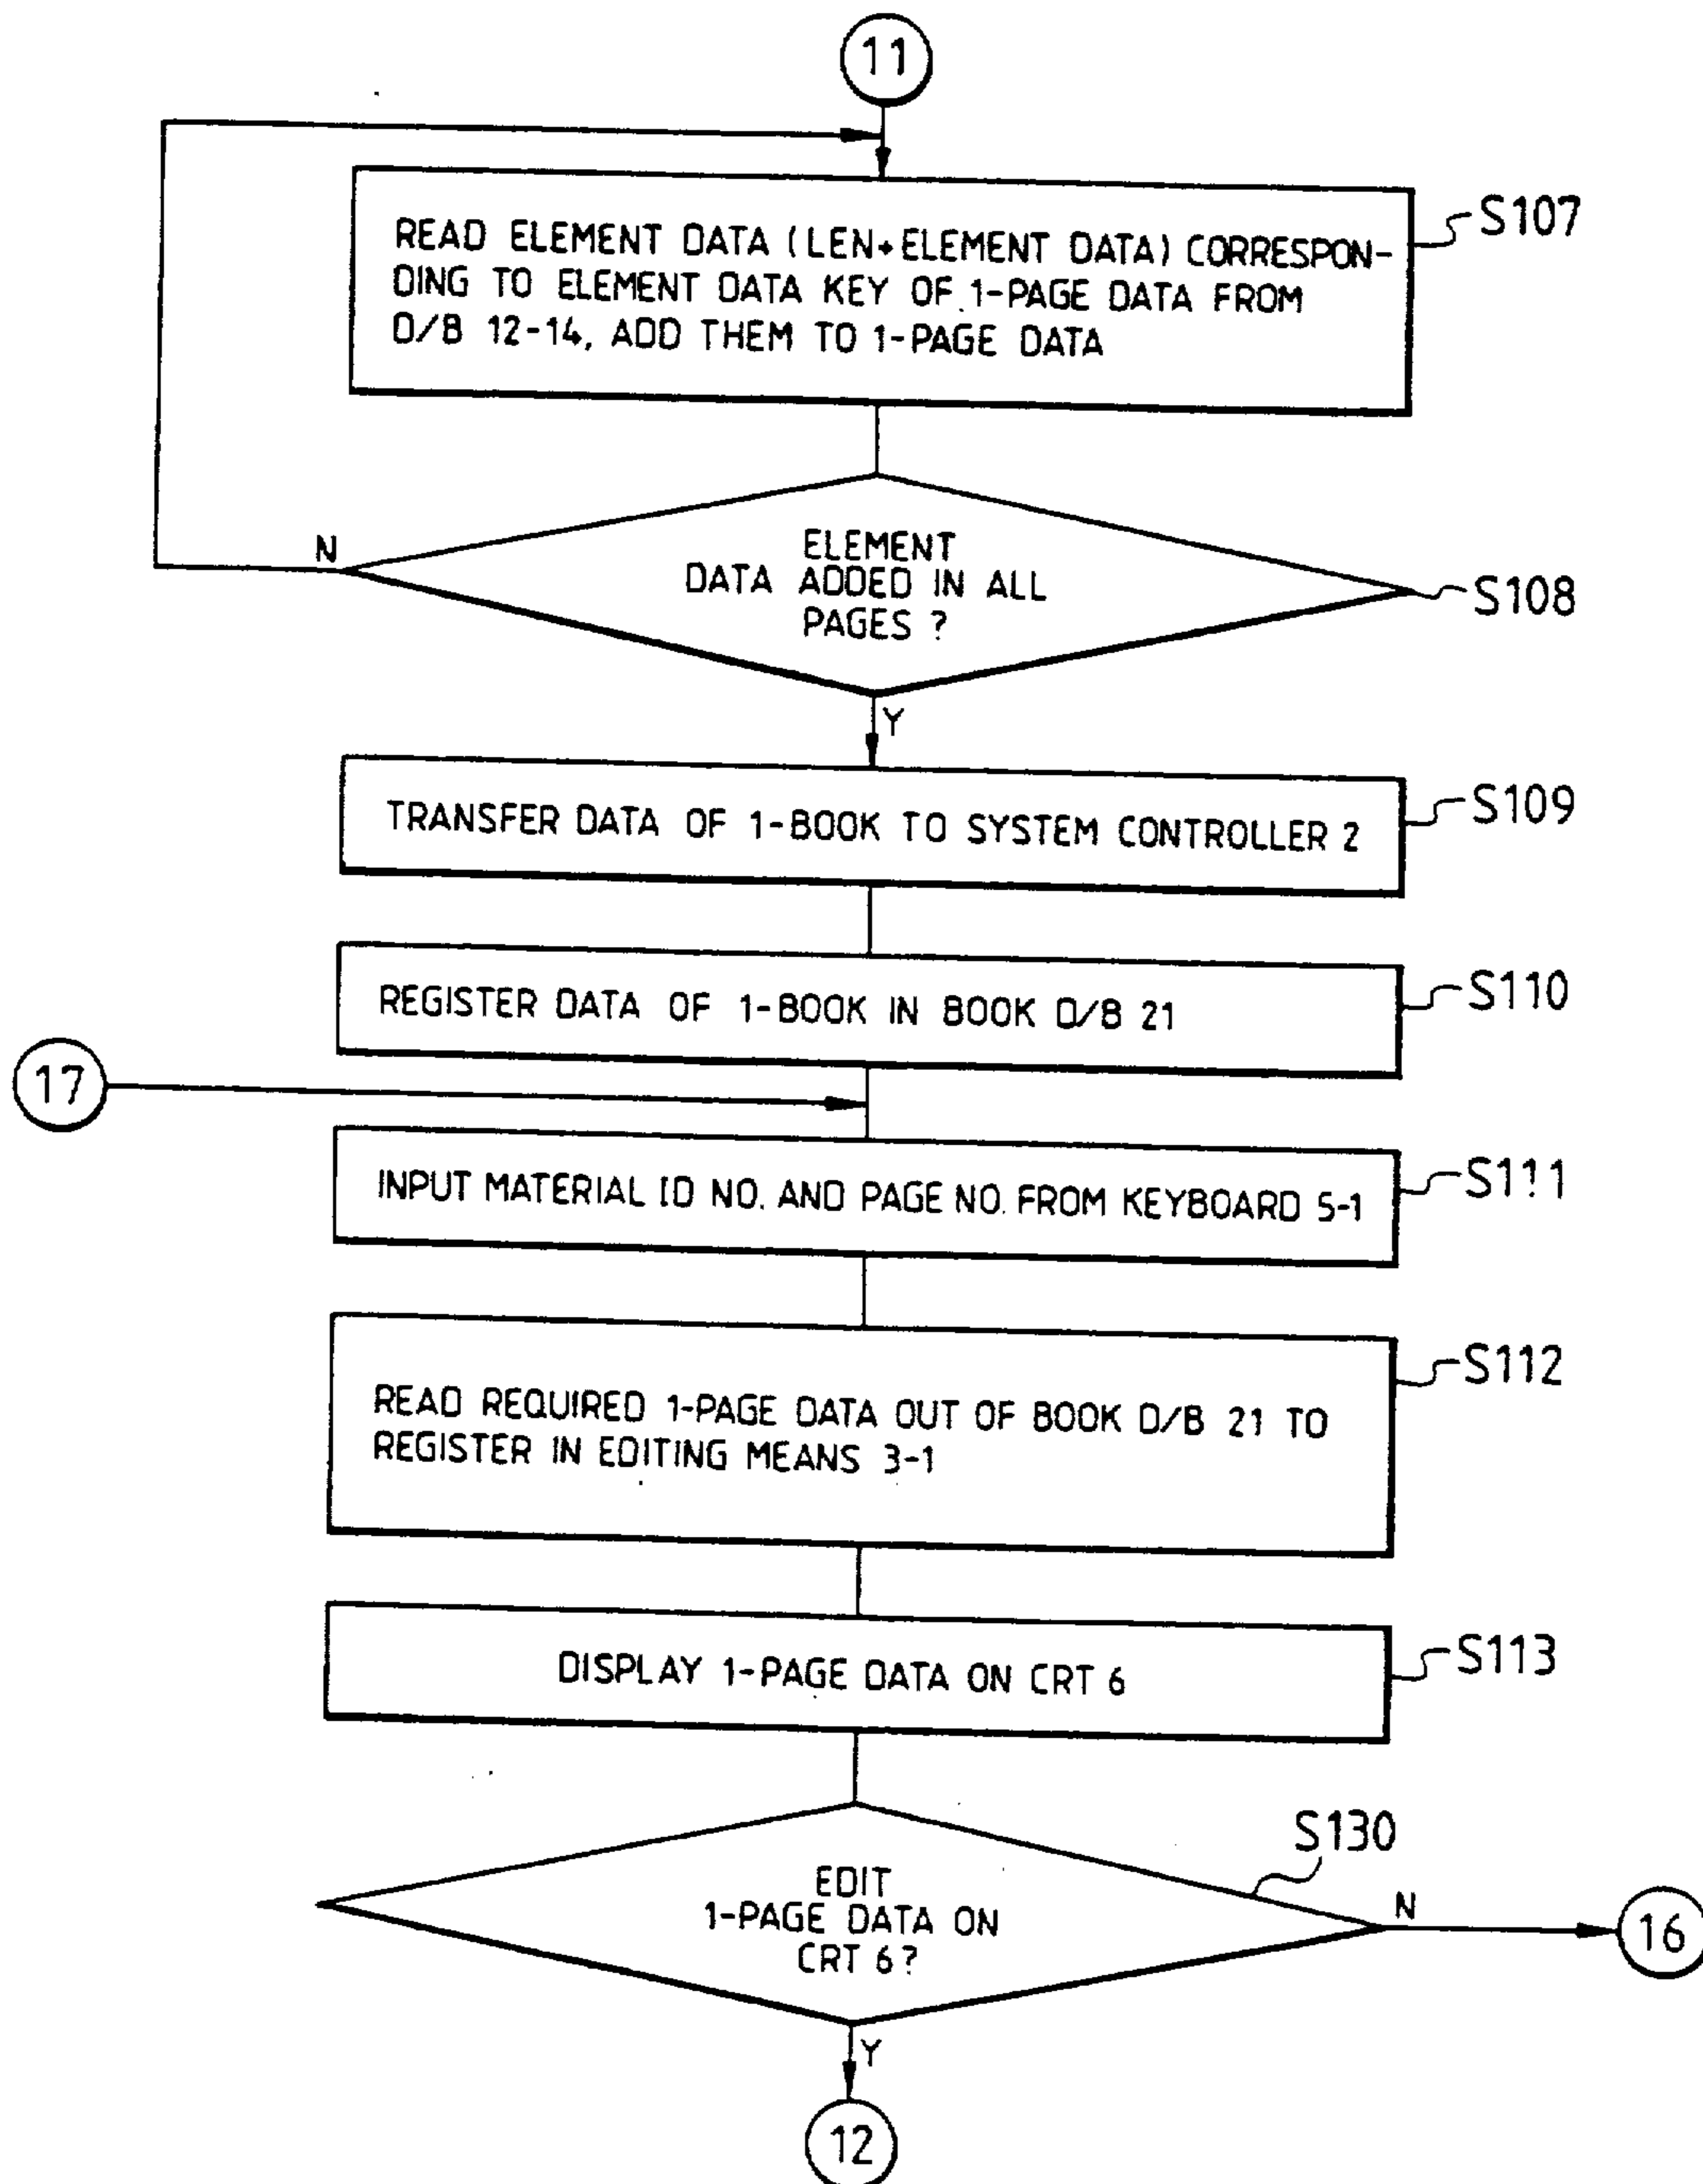 11
READ ELEMENT DATA (LEN+ELEMENT DATA) CORRESPON-
DING TO ELEMENT DATA KEY OF 1-PAGE DATA FROM
D/B 12-14, ADD THEM TO 1-PAGE DATA
S107
N
ELEMENT
DATA ADDED IN ALL
PAGES ?
S108
Y
TRANSFER DATA OF 1-BOOK TO SYSTEM CONTROLLER 2
S109
REGISTER DATA OF 1-BOOK IN BOOK D/B 21
S110
17
INPUT MATERIAL ID NO. AND PAGE NO. FROM KEYBOARD 5-1
S111
READ REQUIRED 1-PAGE DATA OUT OF BOOK D/B 21 TO
REGISTER IN EDITING MEANS 3-1
S112
DISPLAY 1-PAGE DATA ON CRT 6
S113
S130
EDIT
1-PAGE DATA ON
CRT 6?
N
16
Y
12